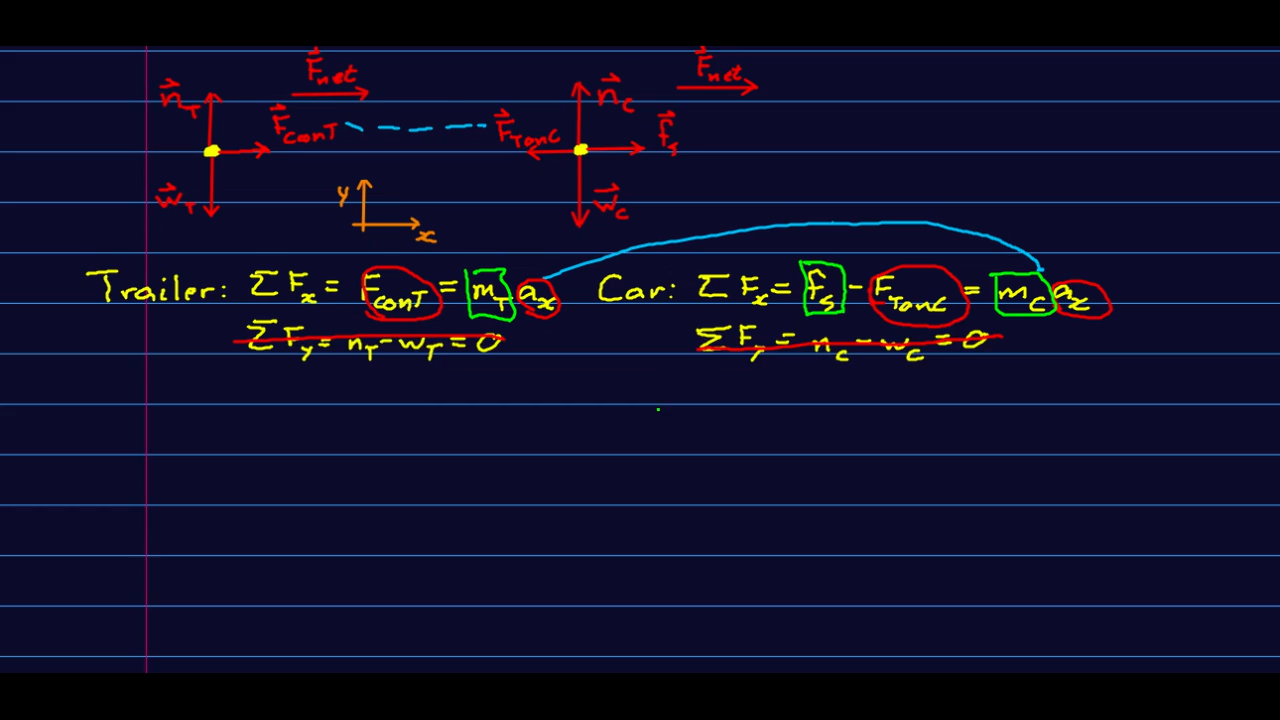 F⃗net F⃗net
n⃗T F⃗ConT F⃗TonC n⃗C f⃗s
w⃗T y x w⃗C
Trailer: ΣFx = FConT = mT ax Car: ΣFx = fs - FTonC = mC ax
ΣFy = nT - wT = 0 ΣFy = nC - wC = 0